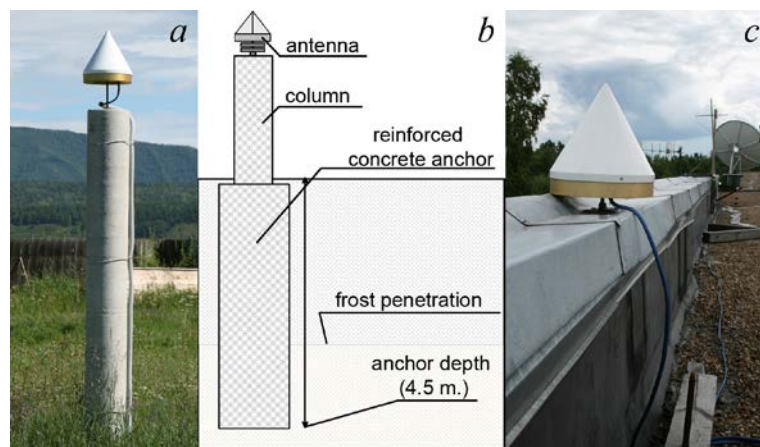 a
b
c
antenna
column
reinforced
concrete anchor
frost penetration
anchor depth
(4.5 m.)